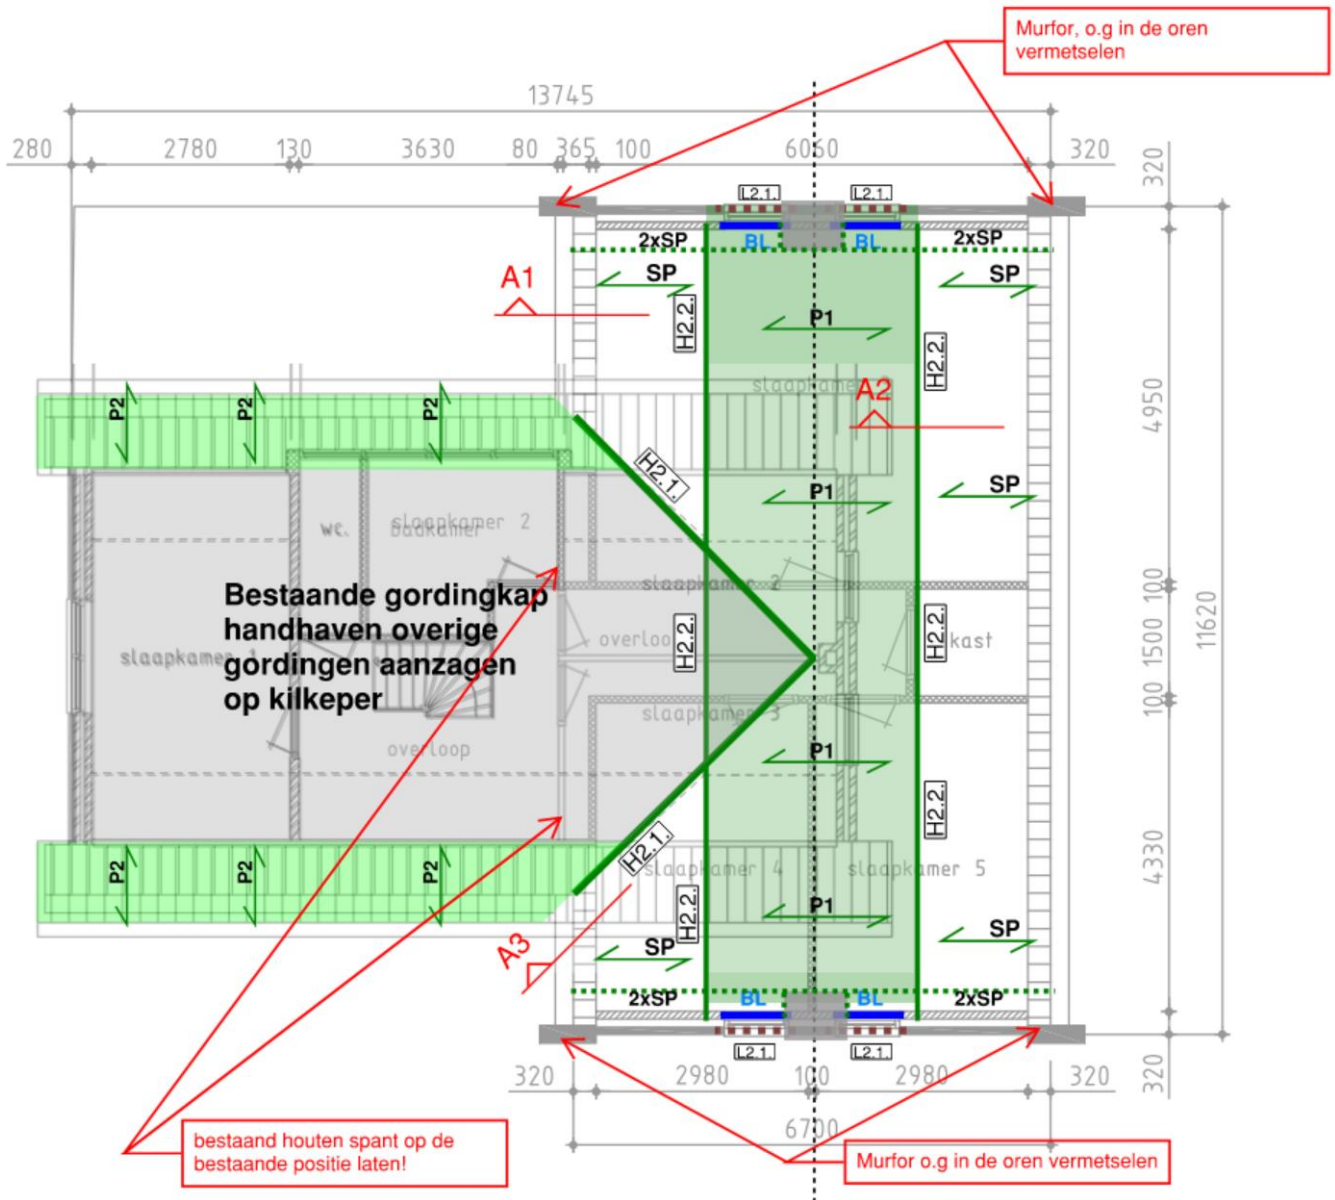 Murfor, o.g in de oren
vermetselen
13745
280 2780 130 3630 80 365 100 6060 320
320
L2.1. L2.1.
2xSP BL BL 2xSP
A1 SP SP
H2.2. P1 H2.2.
slaapkamer
A2
4950
P2 P2 P2
H2.1.
P1 SP
wc. slaapkamer 2
badkamer
slaapkamer 2
100
Bestaande gordingkap
handhaven overige
gordingen aanzagen
op kilkeper
slaapkamer 1
overloop
H2.2. H2.2. kast
1500 11620
100
slaapkamer 3
overloop
P1
H2.2.
H2.1.
P2 P2 P2
slaapkamer 4 slaapkamer 5
4330
H2.2. P1
A3 SP SP
2xSP BL BL 2xSP
L2.1. L2.1.
320 2980 100 2980 320
320
6700
bestaand houten spant op de
bestaande positie laten!
Murfor o.g in de oren vermetselen